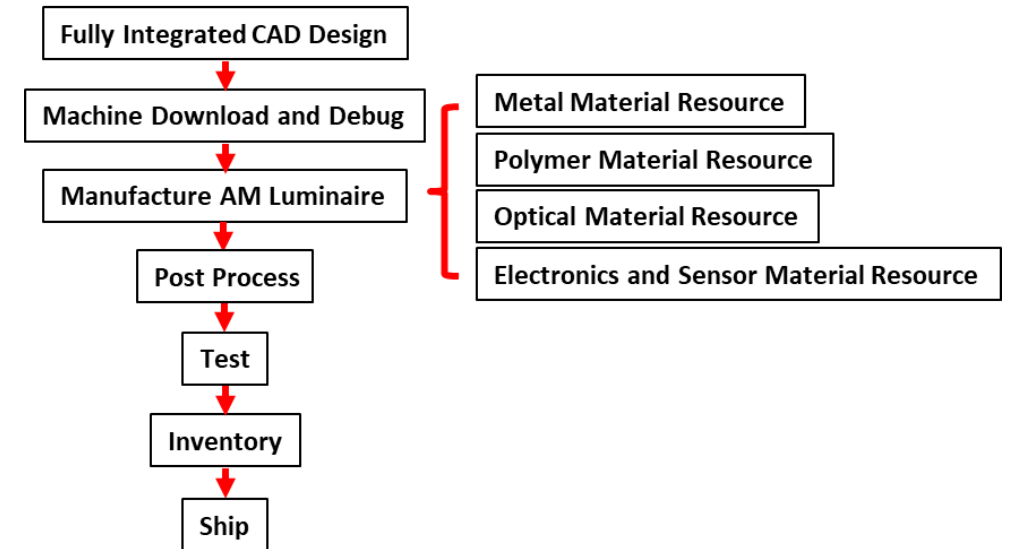 Fully Integrated CAD Design
Machine Download and Debug
Manufacture AM Luminaire
Post Process
Test
Inventory
Ship
Metal Material Resource
Polymer Material Resource
Optical Material Resource
Electronics and Sensor Material Resource